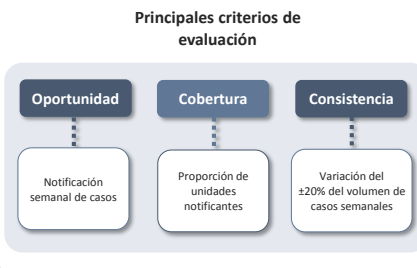 Principales criterios de
evaluación
Oportunidad
Cobertura
Consistencia
Notificación
semanal de casos
Proporción de
unidades
notificantes
Variación del
±20% del volumen de
casos semanales